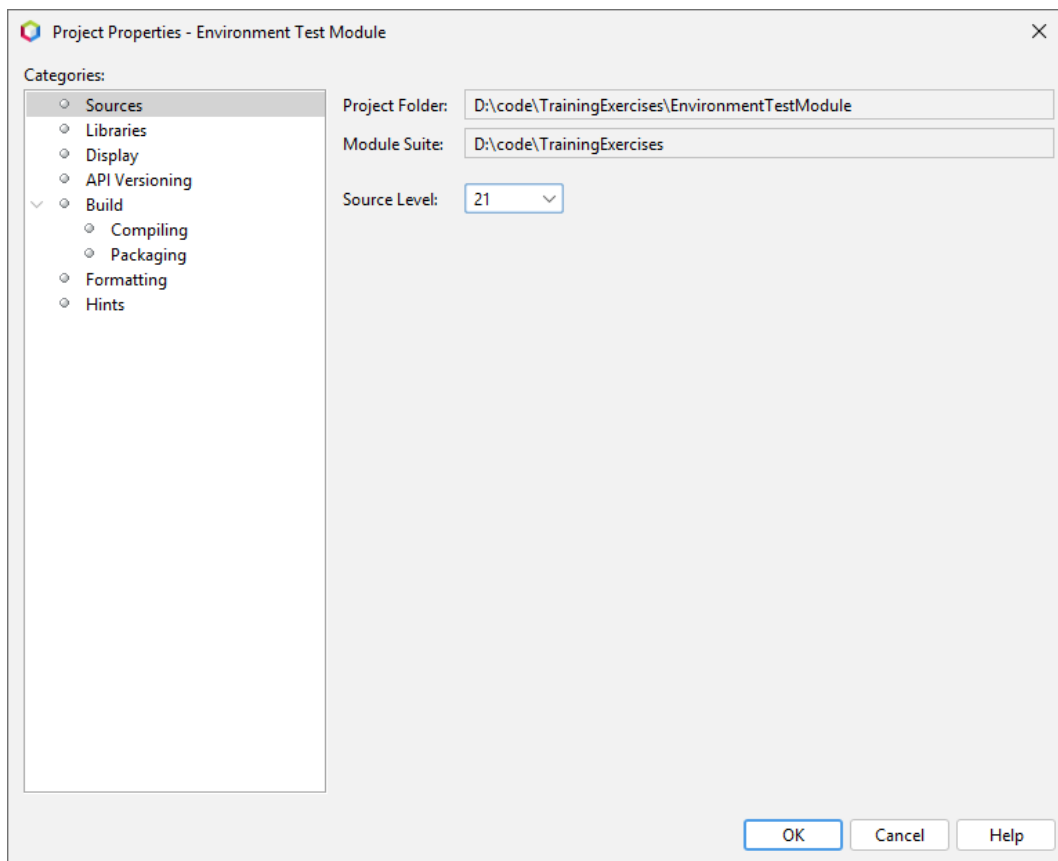 Project Properties - Environment Test Module
Categories:
Sources
Libraries
Display
API Versioning
Build
Compiling
Packaging
Formatting
Hints
Project Folder: D:\code\TrainingExercises\EnvironmentTestModule
Module Suite: D:\code\TrainingExercises
Source Level: 21
OK Cancel Help